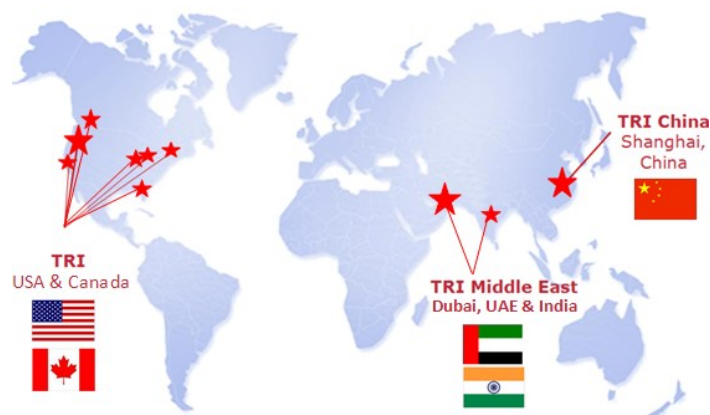 TRI China
Shanghai,
China
TRI
USA & Canada
TRI Middle East
Dubai, UAE & India